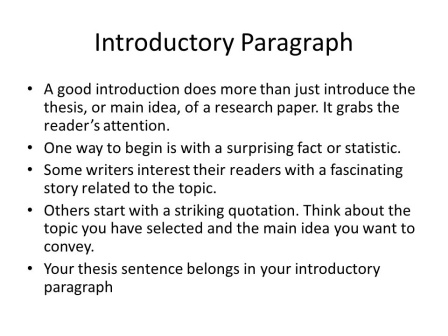 Introductory Paragraph
• A good introduction does more than just introduce the
thesis, or main idea, of a research paper. It grabs the
reader's attention.
• One way to begin is with a surprising fact or statistic.
• Some writers interest their readers with a fascinating
story related to the topic.
• Others start with a striking quotation. Think about the
topic you have selected and the main idea you want to
convey.
• Your thesis sentence belongs in your introductory
paragraph